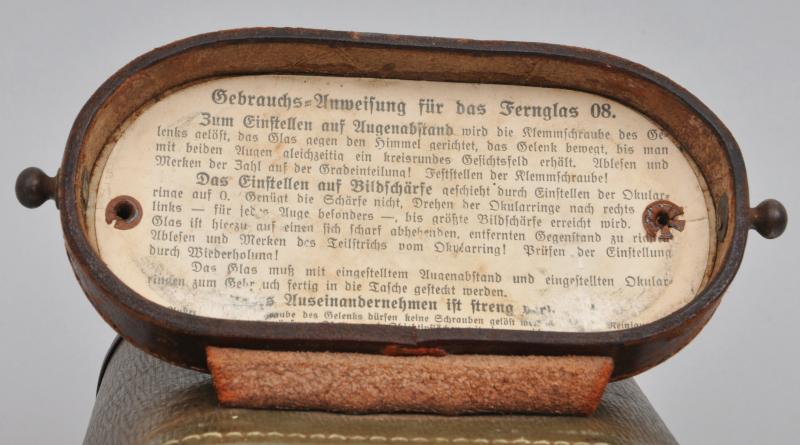 Gebrauchs-Anweisung für das Fernglas 08.
Zum Einstellen auf Augenabstand wird die Klemmschraube des Ge-
lenks gelöst, das Glas gegen den Himmel gerichtet, das Gelenk bewegt, bis man
mit beiden Augen gleichzeitig ein kreisrundes Gesichtsfeld erhält. Ablesen und
Merken der Zahl auf der Gradeinteilung! Feststellen der Klemmschraube!
Das Einstellen auf Bildschärfe geschieht durch Einstellen der Okular-
ringe auf 0. Genügt die Schärfe nicht, Drehen der Okularringe nach rechts
links — für Auge besonders —, bis größte Bildschärfe erreicht wird.
Glas ist hierzu auf einen sich scharf abhebenden, entfernten Gegenstand zu
Ablesen und Merken des Teilstrichs vom Okularring! Prüfen der Einstellung
durch Wiederholung!
Das Glas muß mit eingestelltem Augenabstand und eingestellten Okular-
zum fertig in die Tasche gesteckt werden.
Auseinandernehmen ist streng
des Gelenks dürfen keine Schrauben gelöst